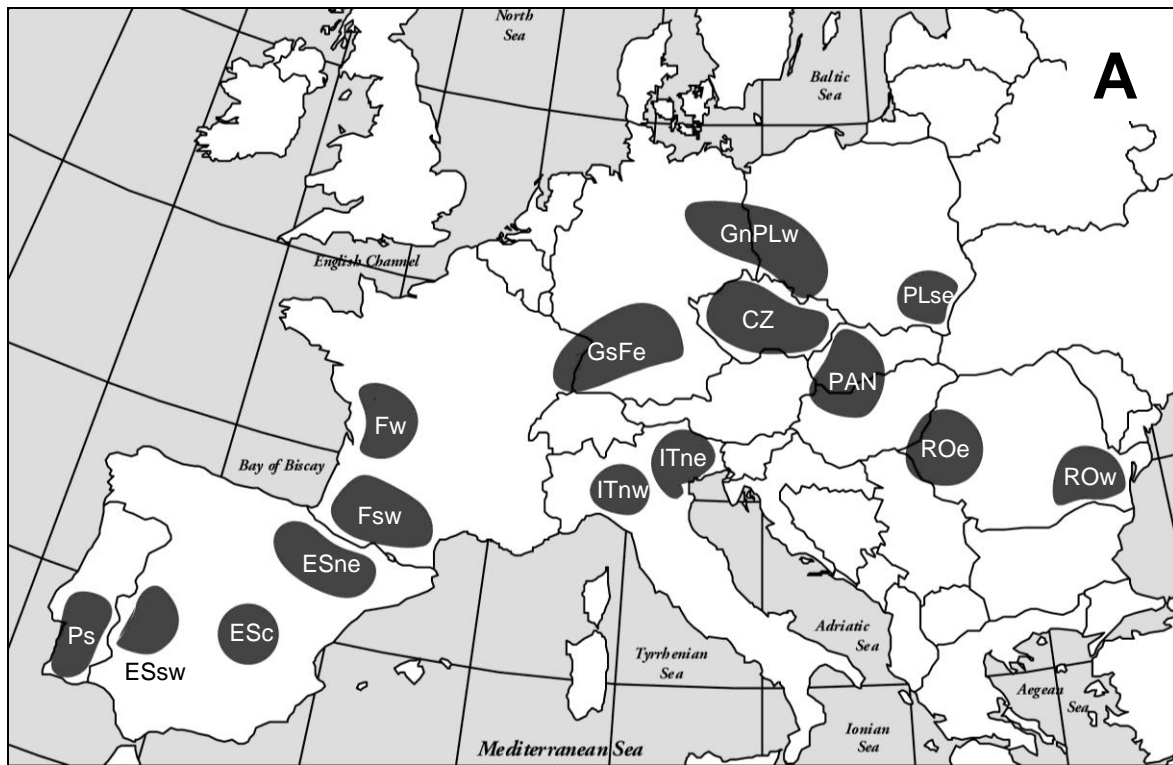 North
Sea
A
Baltic
Sea
GnPLw
English Channel
PLse
CZ
GsFe
PAN
Fw
ROe
ITne
Bay of Biscay
ROw
ITnw
Fsw
ESne
Ps
ESc
Adriatic
Sea
ESsw
Tyrrhenian
Sea
Aegean
Sea
Ionian
Sea
Mediterranean Sea